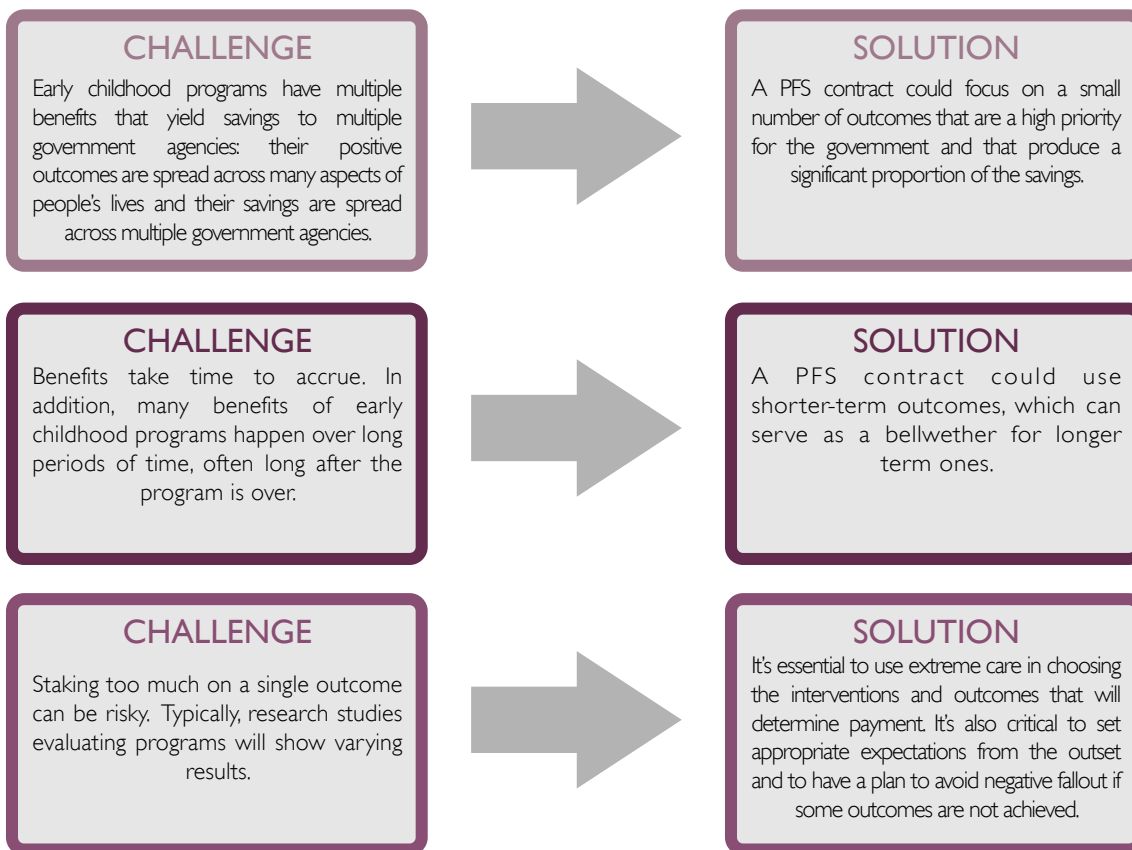 CHALLENGE
Early childhood programs have multiple
benefits that yield savings to multiple
government agencies: their positive
outcomes are spread across many aspects of
people's lives and their savings are spread
across multiple government agencies.
SOLUTION
A PFS contract could focus on a small
number of outcomes that are a high priority
for the government and that produce a
significant proportion of the savings.
CHALLENGE
Benefits take time to accrue. In
addition, many benefits of early
childhood programs happen over long
periods of time, often long after the
program is over.
SOLUTION
A PFS contract could use
shorter-term outcomes, which can
serve as a bellwether for longer
term ones.
CHALLENGE
Staking too much on a single outcome
can be risky. Typically, research studies
evaluating programs will show varying
results.
SOLUTION
It's essential to use extreme care in choosing
the interventions and outcomes that will
determine payment. It's also critical to set
appropriate expectations from the outset
and to have a plan to avoid negative fallout if
some outcomes are not achieved.